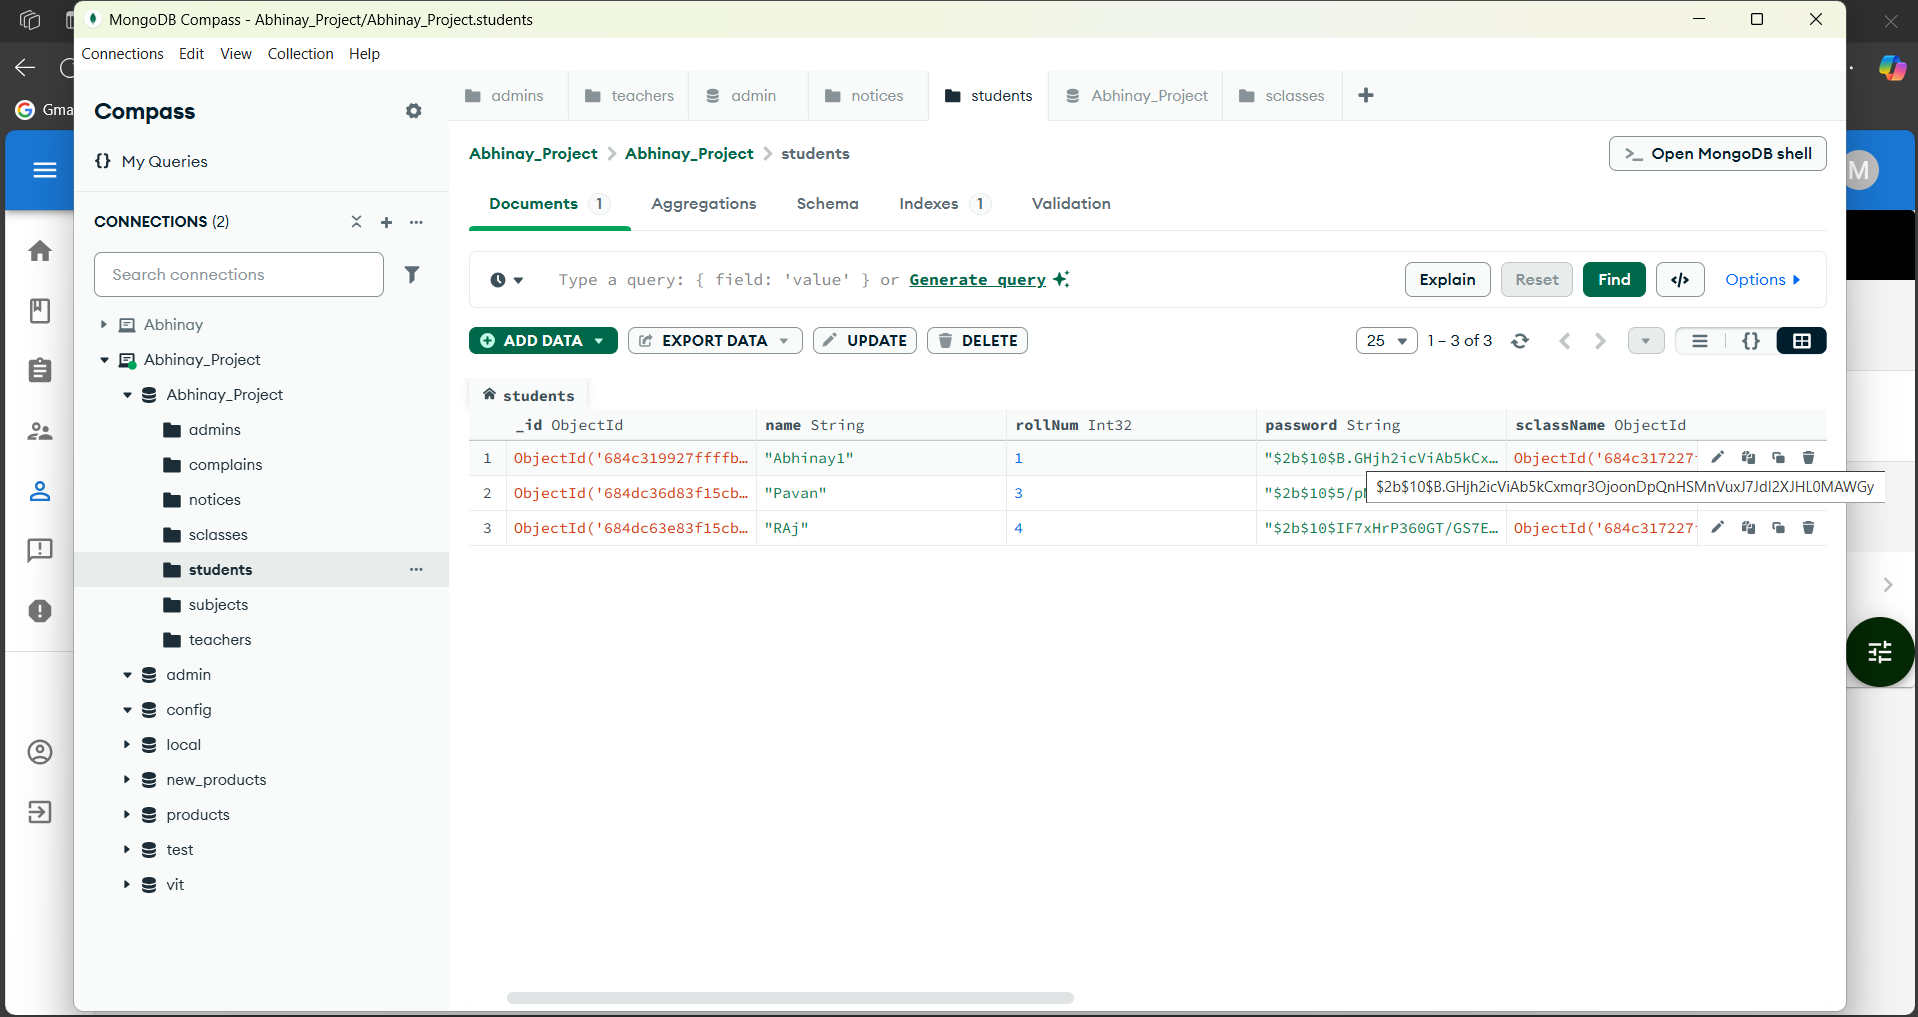 MongoDB Compass - Abhinay_Project/Abhinay_Project.students
Connections Edit View Collection Help
Gma
Compass
{} My Queries
CONNECTIONS (2)
Search connections
Abhinay
Abhinay_Project
Abhinay_Project
admins
complains
notices
sclasses
students
subjects
teachers
admin
config
local
new_products
products
test
vit
admins teachers admin notices students Abhinay_Project sclasses
Abhinay_Project > Abhinay_Project > students
>_ Open MongoDB shell
M
Documents 1 Aggregations Schema Indexes 1 Validation
Type a query: { field: 'value' } or Generate query
Explain Reset Find </> Options
ADD DATA EXPORT DATA UPDATE DELETE
25 1 – 3 of 3 {}
students
_id ObjectId name String rollNum Int32 password String sclassName ObjectId
1 ObjectId('684c319927ffffb… "Abhinay1" 1 "$2b$10$B.GHjh2icViAb5kCx… ObjectId('684c317227
2 ObjectId('684dc36d83f15cb… "Pavan" 3 "$2b$10$5/p
$2b$10$B.GHjh2icViAb5kCxmqr3OjoonDpQnHSMnVuxJ7Jdl2XJHL0MAWGy
3 ObjectId('684dc63e83f15cb… "RAj" 4 "$2b$10$IF7xHrP360GT/GS7E… ObjectId('684c317227